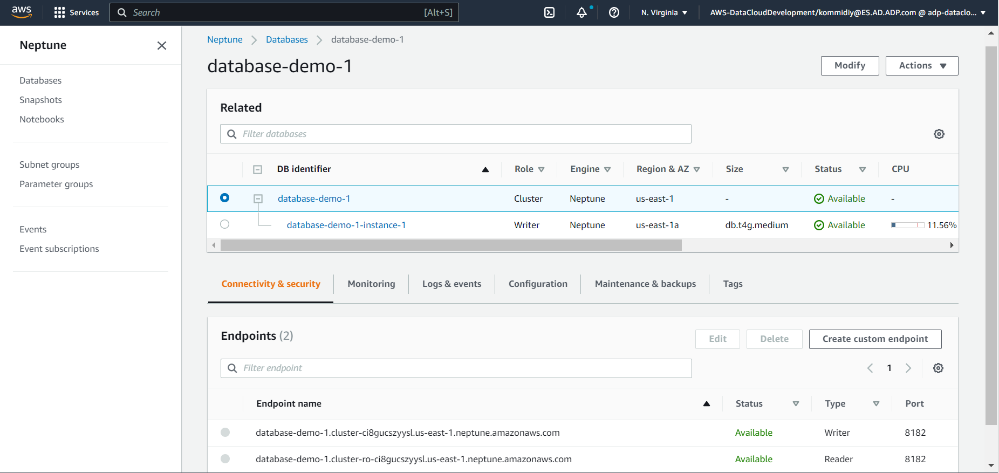 aws Services Search [Alt+S] N. Virginia AWS-DataCloudDevelopment/kommidiy@ES.AD.ADP.com @ adp-dataclo...
Neptune
Databases
Snapshots
Notebooks
Subnet groups
Parameter groups
Events
Event subscriptions
Neptune Databases database-demo-1
database-demo-1 Modify Actions
Related
Filter databases
DB identifier Role Engine Region & AZ Size Status CPU
database-demo-1 Cluster Neptune us-east-1 - Available -
database-demo-1-instance-1 Writer Neptune us-east-1a db.t4g.medium Available 11.56%
Connectivity & security Monitoring Logs & events Configuration Maintenance & backups Tags
Endpoints (2) Edit Delete Create custom endpoint
Filter endpoint 1
Endpoint name Status Type Port
database-demo-1.cluster-ci8gucszyysl.us-east-1.neptune.amazonaws.com Available Writer 8182
database-demo-1.cluster-ro-ci8gucszyysl.us-east-1.neptune.amazonaws.com Available Reader 8182